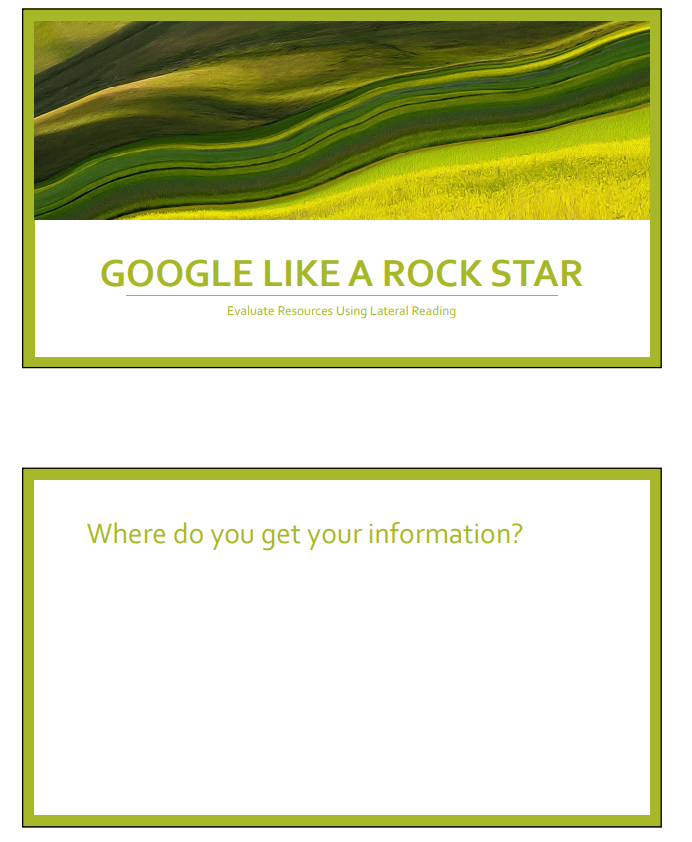 GOOGLE LIKE A ROCK STAR
Evaluate Resources Using Lateral Reading
Where do you get your information?